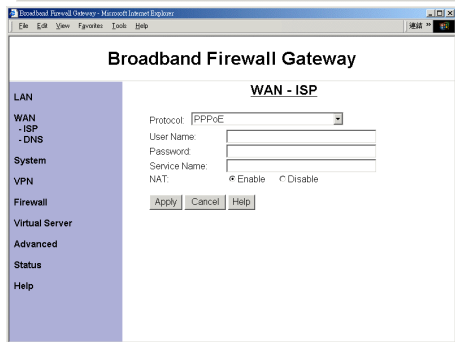 Broadband Firewall Gateway - Microsoft Internet Explorer
File Edit View Favorites Tools Help
連結 »
Broadband Firewall Gateway
LAN
WAN
- ISP
- DNS
System
VPN
Firewall
Virtual Server
Advanced
Status
Help
WAN - ISP
Protocol: PPPoE
User Name:
Password:
Service Name:
NAT: Enable Disable
Apply Cancel Help